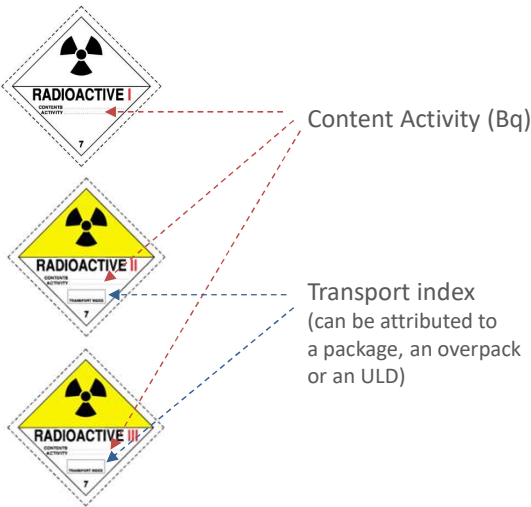 RADIOACTIVE I
CONTENTS
ACTIVITY
7
Content Activity (Bq)
RADIOACTIVE II
CONTENTS
ACTIVITY
TRANSPORT INDEX
7
Transport index
(can be attributed to
a package, an overpack
or an ULD)
RADIOACTIVE III
CONTENTS
ACTIVITY
TRANSPORT INDEX
7